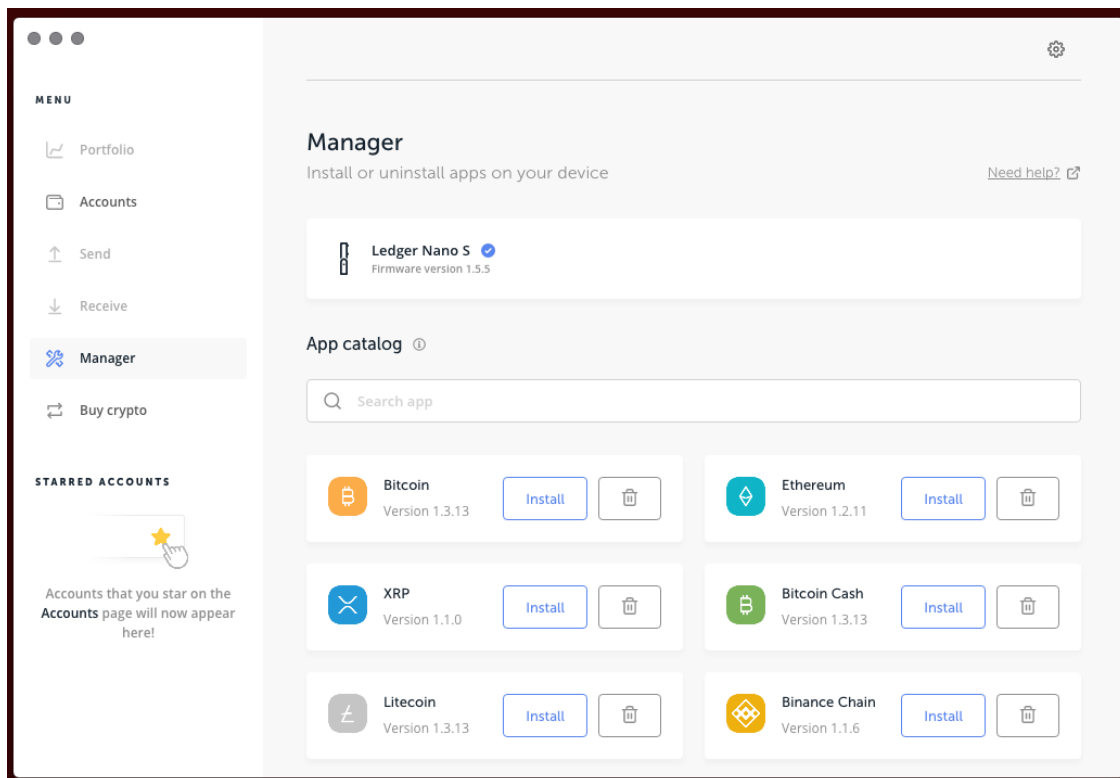 MENU
Portfolio
Accounts
Send
Receive
Manager
Buy crypto
STARRED ACCOUNTS
Accounts that you star on the
Accounts page will now appear
here!
Manager
Install or uninstall apps on your device
Need help?
Ledger Nano S
Firmware version 1.5.5
App catalog
Search app
Bitcoin
Version 1.3.13
Install
Ethereum
Version 1.2.11
Install
XRP
Version 1.1.0
Install
Bitcoin Cash
Version 1.3.13
Install
Litecoin
Version 1.3.13
Install
Binance Chain
Version 1.1.6
Install